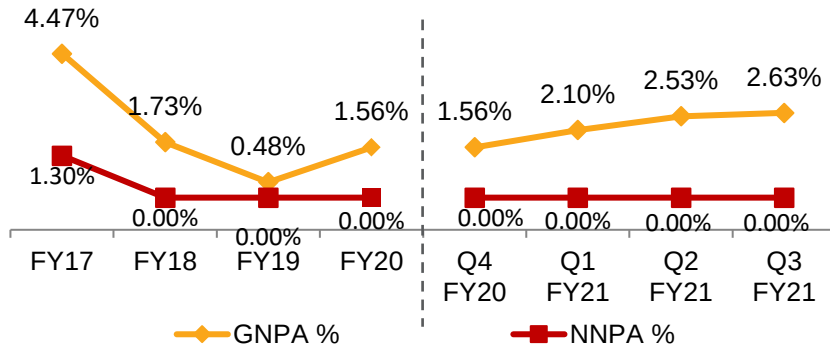 4.47%
1.73%
0.48%
1.56%
1.56%
2.10%
2.53%
2.63%
1.30%
0.00%
0.00%
0.00%
0.00%
0.00%
0.00%
0.00%
FY17
FY18
FY19
FY20
Q4
FY20
Q1
FY21
Q2
FY21
Q3
FY21
GNPA %
NNPA %